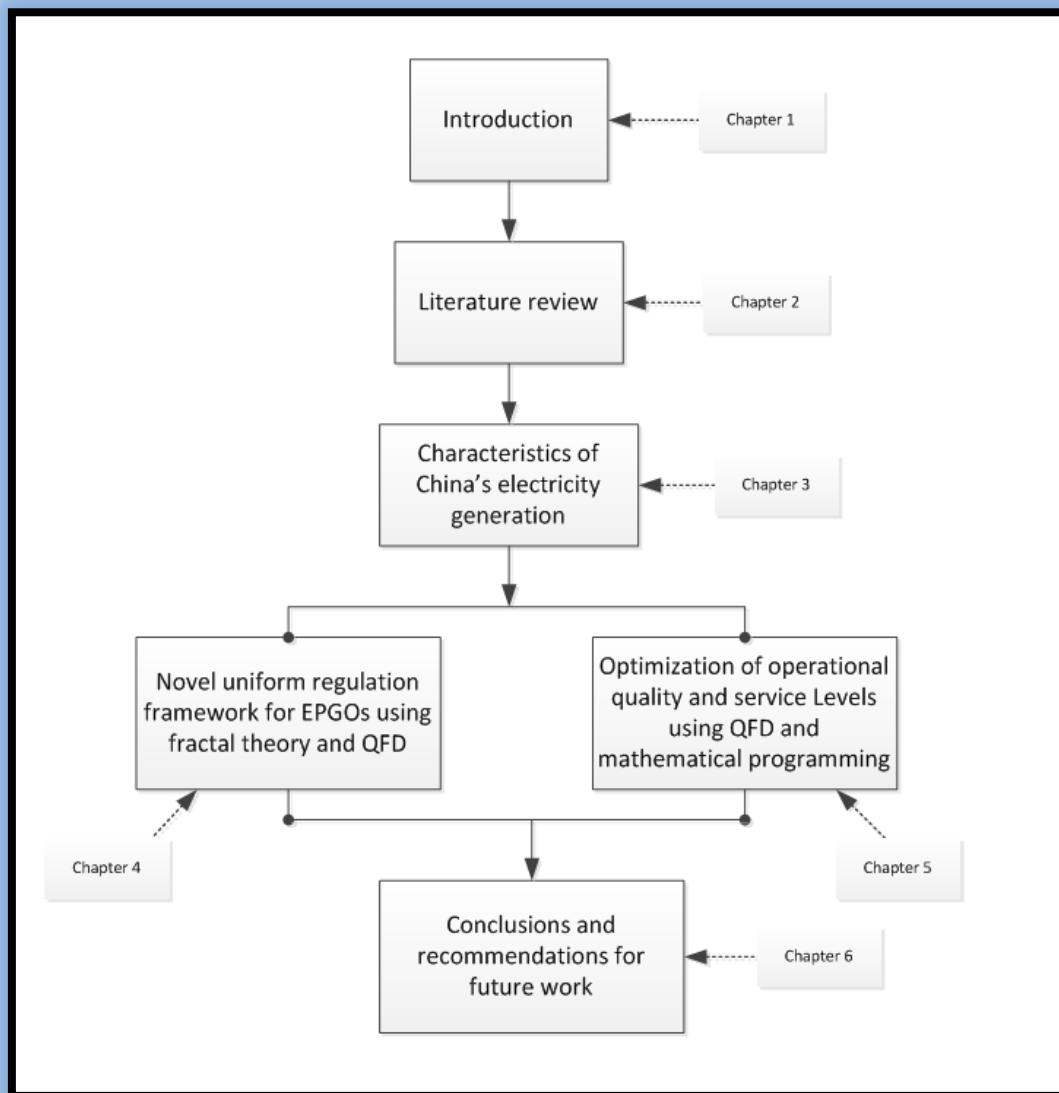 Introduction
Chapter 1
Literature review
Chapter 2
Characteristics of
China's electricity
generation
Chapter 3
Novel uniform regulation
framework for EPGOs using
fractal theory and QFD
Optimization of operational
quality and service Levels
using QFD and
mathematical programming
Chapter 4
Chapter 5
Conclusions and
recommendations for
future work
Chapter 6